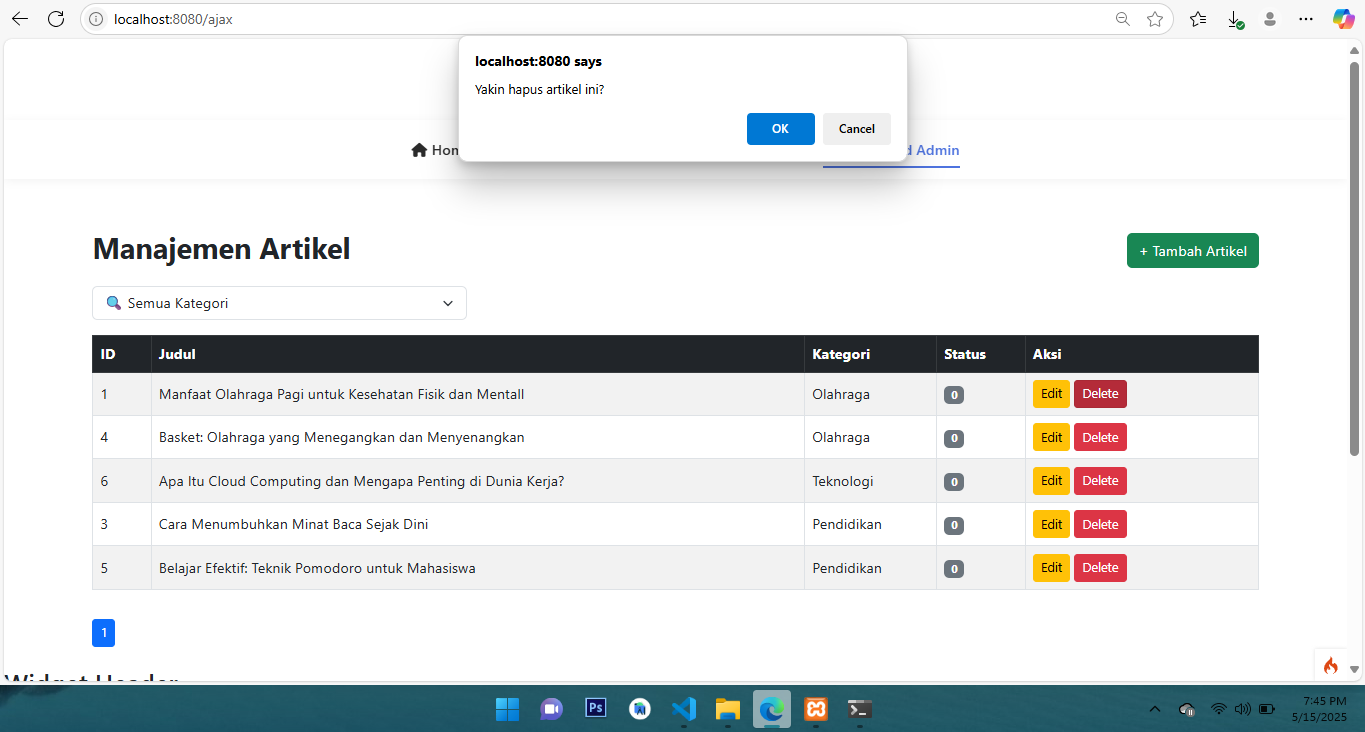 localhost:8080/ajax
localhost:8080 says
Yakin hapus artikel ini?
OK
Cancel
Admin
Manajemen Artikel
+ Tambah Artikel
Semua Kategori
ID Judul Kategori Status Aksi
1 Manfaat Olahraga Pagi untuk Kesehatan Fisik dan Mentall Olahraga 0 Edit Delete
4 Basket: Olahraga yang Menegangkan dan Menyenangkan Olahraga 0 Edit Delete
6 Apa Itu Cloud Computing dan Mengapa Penting di Dunia Kerja? Teknologi 0 Edit Delete
3 Cara Menumbuhkan Minat Baca Sejak Dini Pendidikan 0 Edit Delete
5 Belajar Efektif: Teknik Pomodoro untuk Mahasiswa Pendidikan 0 Edit Delete
1
Widget Header
Ps
7:45 PM
5/15/2025